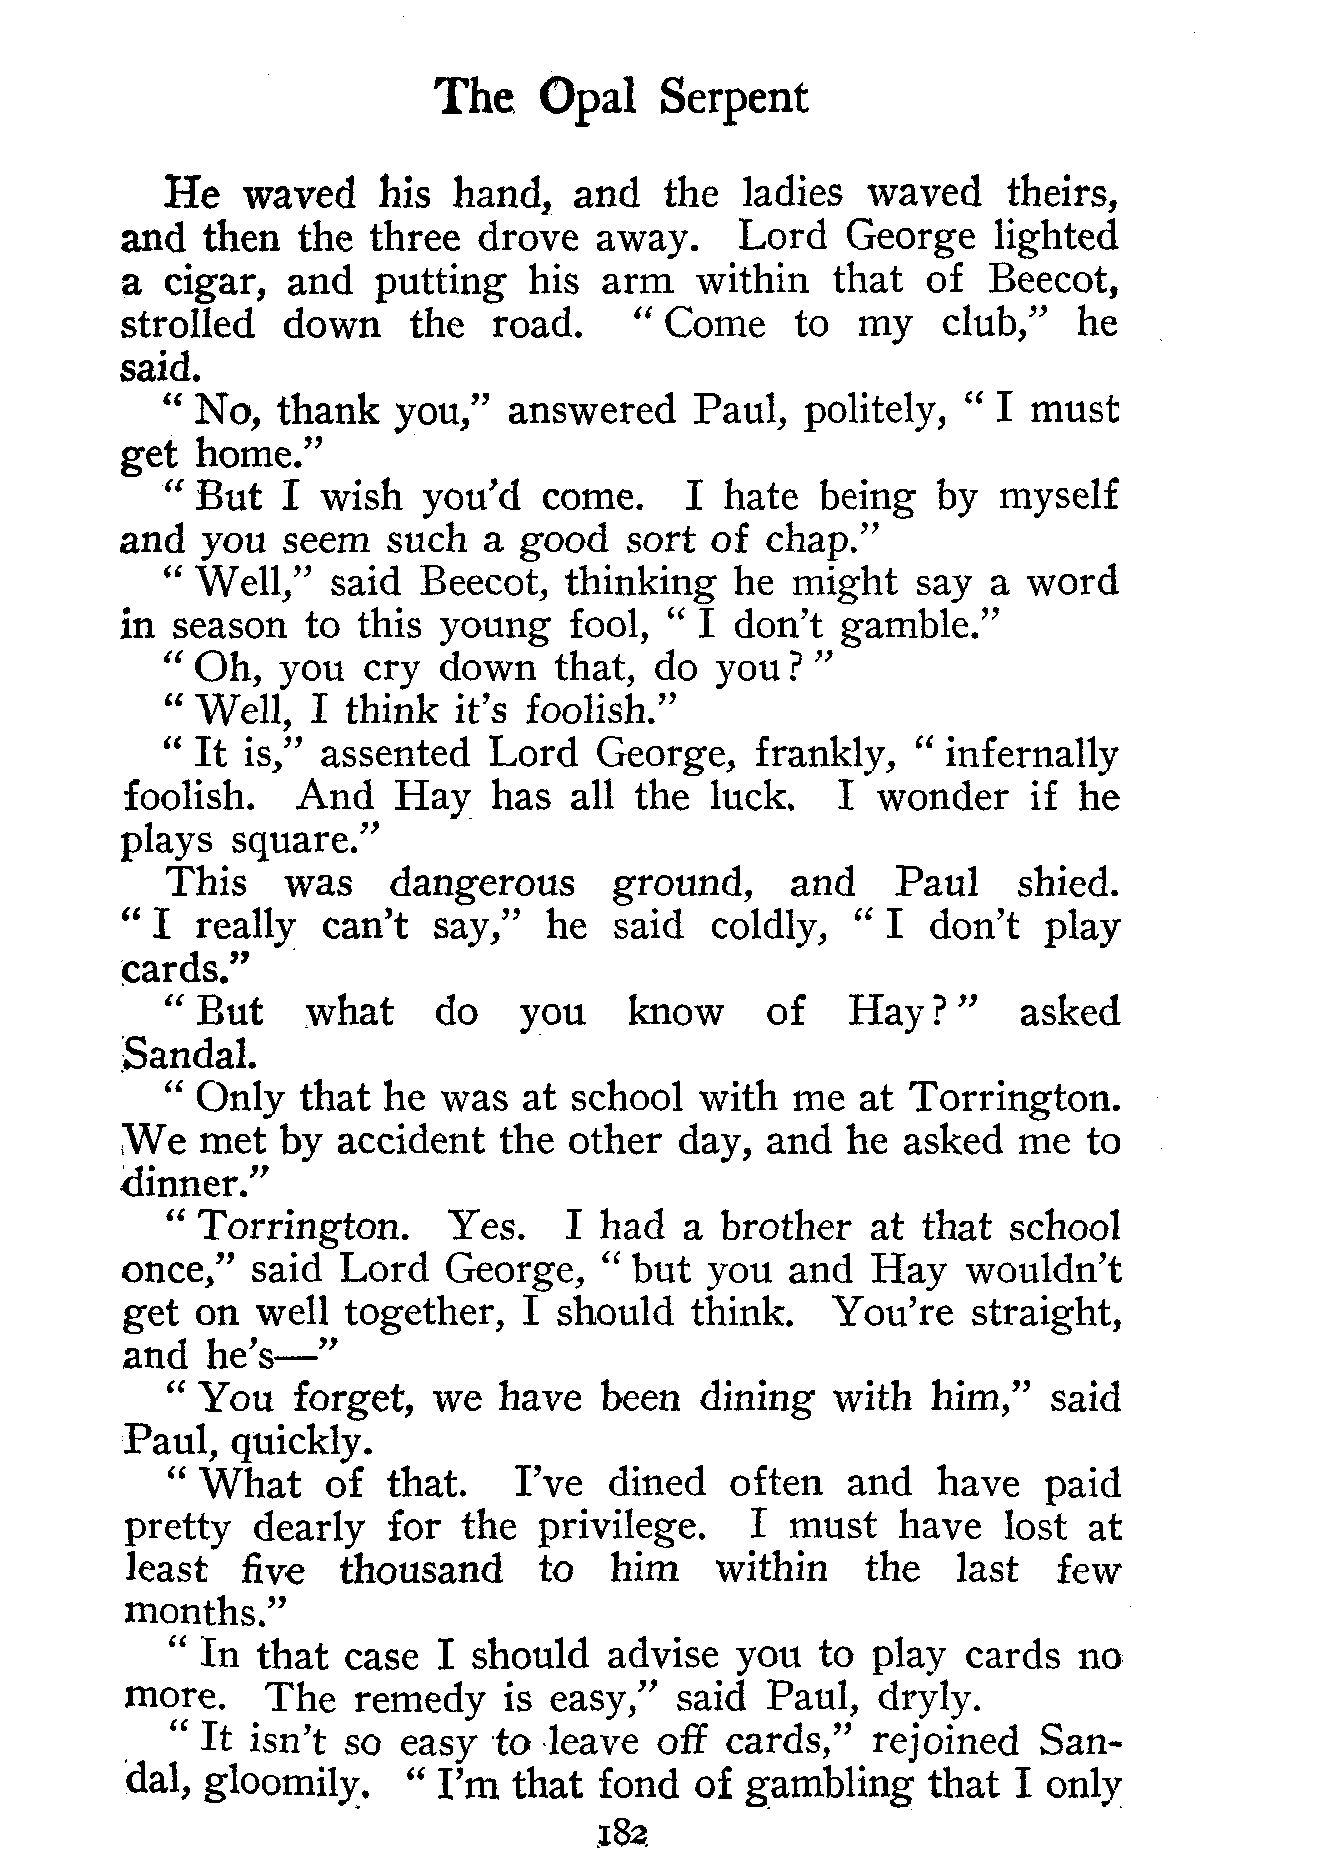 The Opal Serpent
He waved his hand, and the ladies waved theirs,
and then the three drove away. Lord George lighted
a cigar, and putting his arm within that of Beecot,
strolled down the road. " Come to my club," he
said.
" No, thank you," answered Paul, politely, " I must
get home."
" But I wish you'd come. I hate being by myself
and you seem such a good sort of chap."
" Well," said Beecot, thinking he might say a word
in season to this young fool, " I don't gamble."
" Oh, you cry down that, do you? "
" Well, I think it's foolish."
" It is," assented Lord George, frankly, " infernally
foolish. And Hay has all the luck. I wonder if he
plays square."
This was dangerous ground, and Paul shied.
" I really can't say," he said coldly, " I don't play
cards."
" But what do you know of Hay? " asked
Sandal.
" Only that he was at school with me at Torrington.
We met by accident the other day, and he asked me to
dinner."
" Torrington. Yes. I had a brother at that school
once," said Lord George, " but you and Hay wouldn't
get on well together, I should think. You're straight,
and he's—"
" You forget, we have been dining with him," said
Paul, quickly.
" What of that. I've dined often and have paid
pretty dearly for the privilege. I must have lost at
least five thousand to him within the last few
months."
" In that case I should advise you to play cards no
more. The remedy is easy," said Paul, dryly.
" It isn't so easy to leave off cards," rejoined San-
dal, gloomily. " I'm that fond of gambling that I only
182